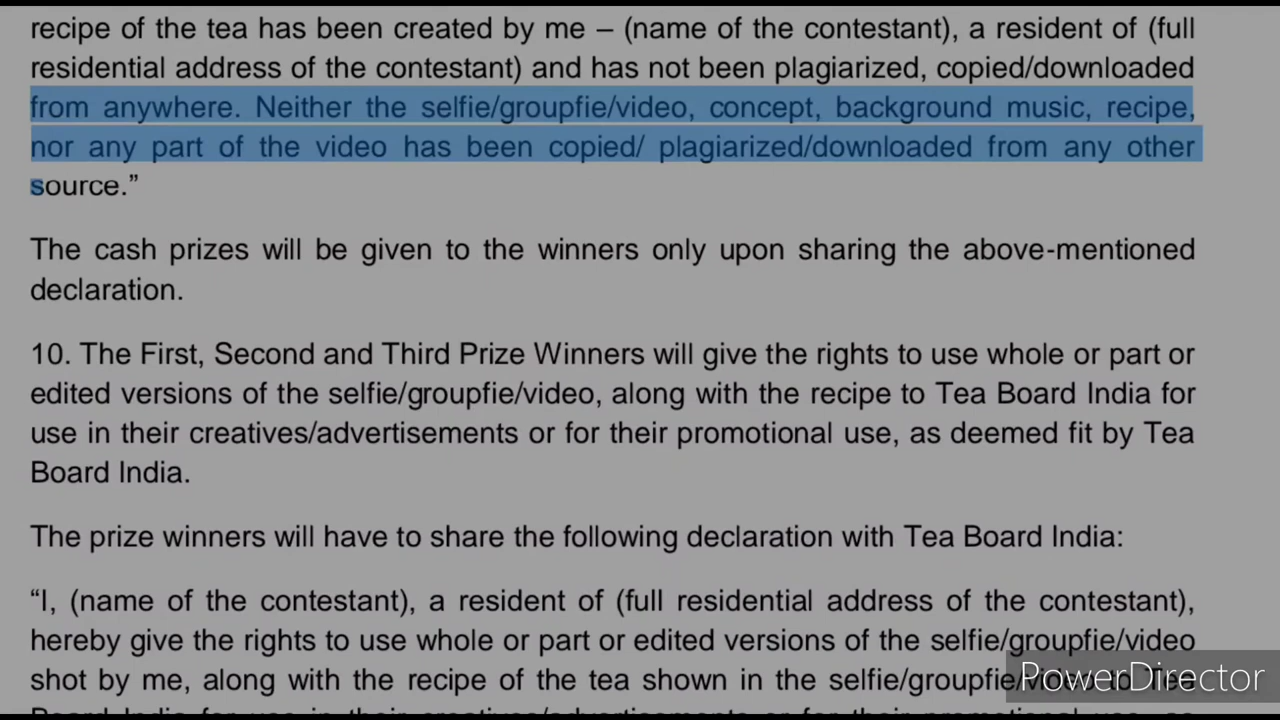 recipe of the tea has been created by me – (name of the contestant), a resident of (full
residential address of the contestant) and has not been plagiarized, copied/downloaded
from anywhere. Neither the selfie/groupfie/video, concept, background music, recipe,
nor any part of the video has been copied/ plagiarized/downloaded from any other
source.”
The cash prizes will be given to the winners only upon sharing the above-mentioned
declaration.
10. The First, Second and Third Prize Winners will give the rights to use whole or part or
edited versions of the selfie/groupfie/video, along with the recipe to Tea Board India for
use in their creatives/advertisements or for their promotional use, as deemed fit by Tea
Board India.
The prize winners will have to share the following declaration with Tea Board India:
“I, (name of the contestant), a resident of (full residential address of the contestant),
hereby give the rights to use whole or part or edited versions of the selfie/groupfie/video
shot by me, along with the recipe of the tea shown in the selfie/groupfie/video to Tea
PowerDirector